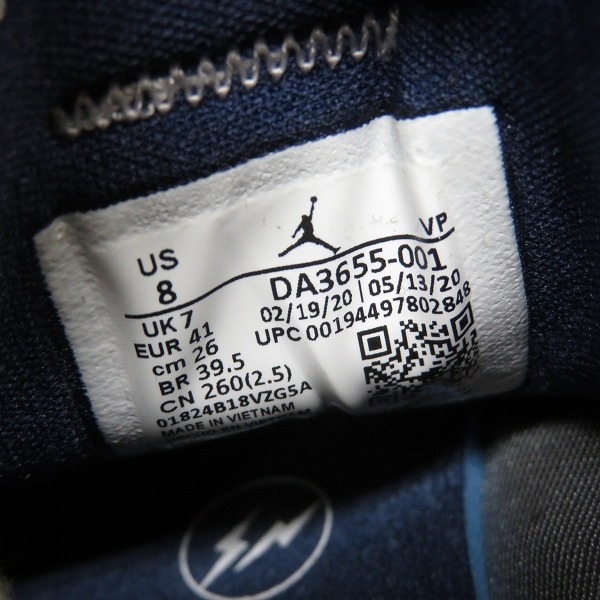 US
8
VP
DA3655-001
02/19/20 | 05/13/20
UPC 00194497802848
UK 7
EUR 41
cm 26
BR 39.5
CN 260(2.5)
01824B18VZG5A
MADE IN VIETNAM